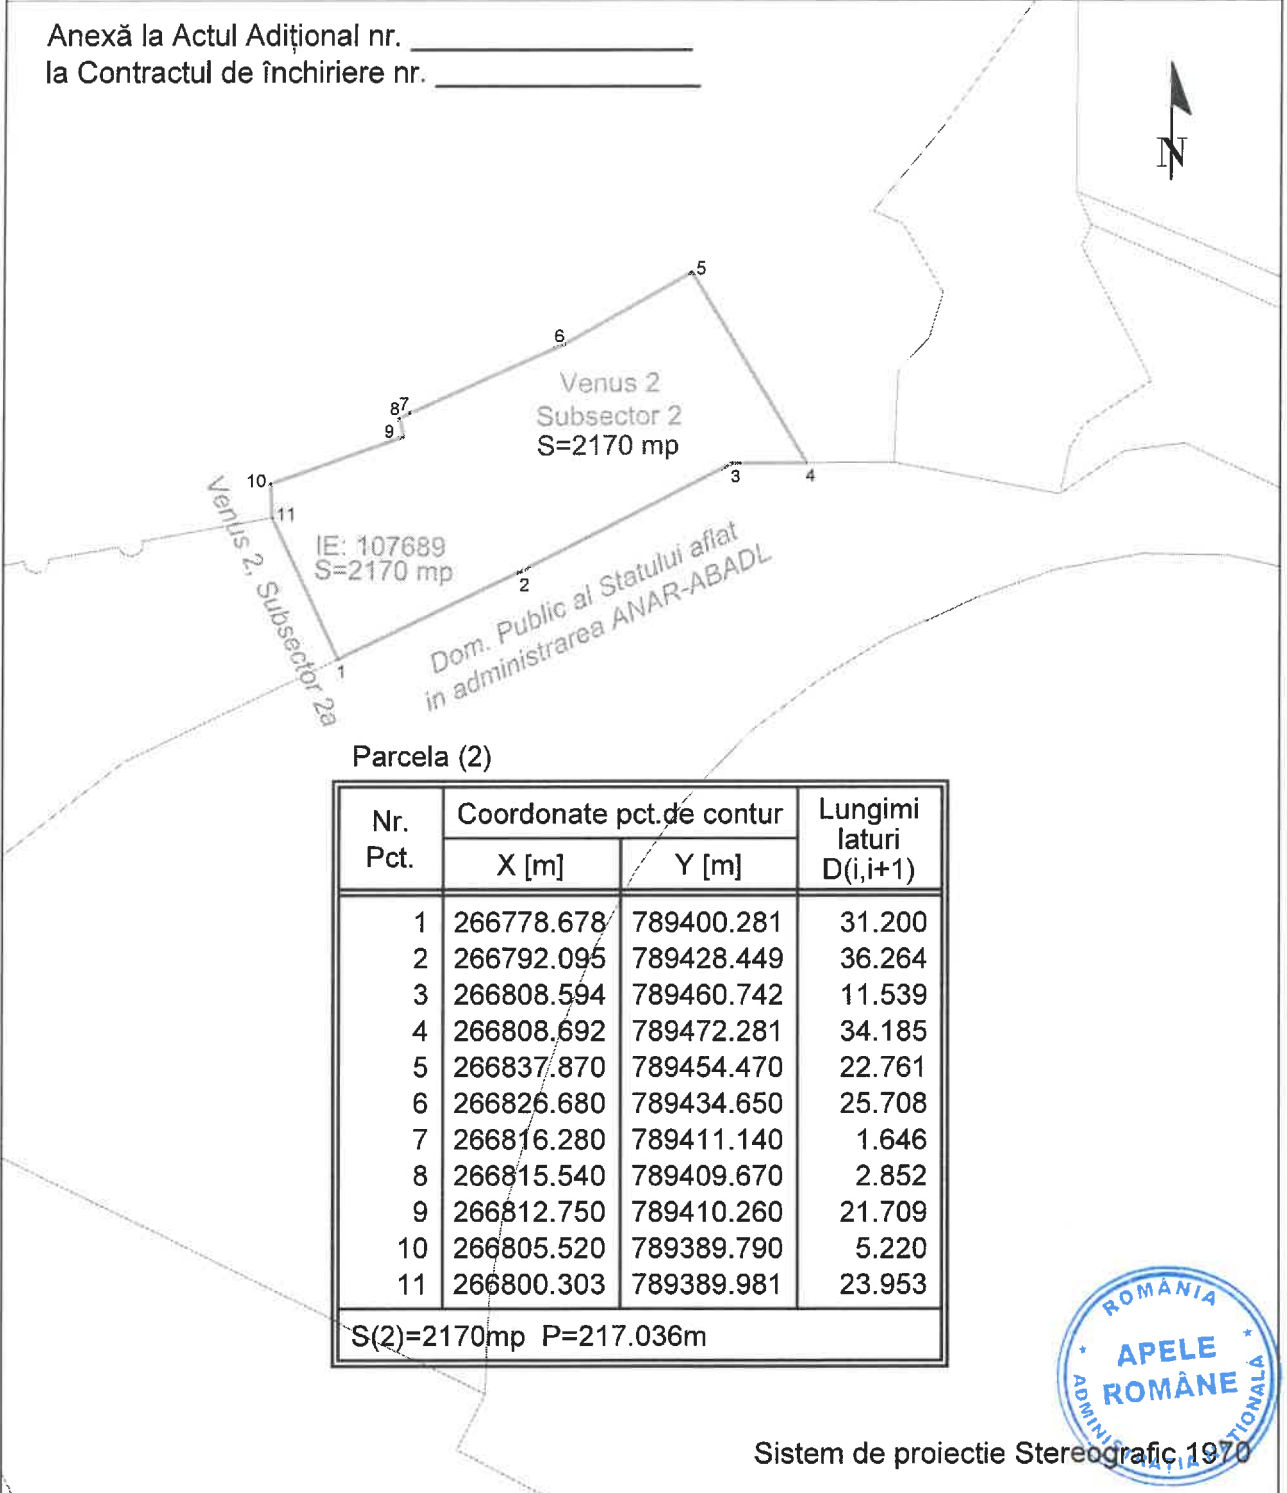 Anexă la Actul Adițional nr. 
la Contractul de închiriere nr. 
N
5
6
Venus 2
Subsector 2
S=2170 mp
87
9
10
3
4
11
IE: 107689
S=2170 mp
2
Venus 2, Subsector 2a
Dom. Public al Statului aflat
in administrarea ANAR-ABADL
1
Parcela (2)
Nr. Pct. Coordonate pct.de contur Lungimi laturi D(i,i+1)
X [m] Y [m]
1 266778.678 789400.281 31.200
2 266792.095 789428.449 36.264
3 266808.594 789460.742 11.539
4 266808.692 789472.281 34.185
5 266837.870 789454.470 22.761
6 266826.680 789434.650 25.708
7 266816.280 789411.140 1.646
8 266815.540 789409.670 2.852
9 266812.750 789410.260 21.709
10 266805.520 789389.790 5.220
11 266800.303 789389.981 23.953
S(2)=2170mp P=217.036m
ROMÂNIA
APELE
ROMÂNE
ADMINISTRAȚIA NAȚIONALĂ
Sistem de proiectie Stereografic 1970